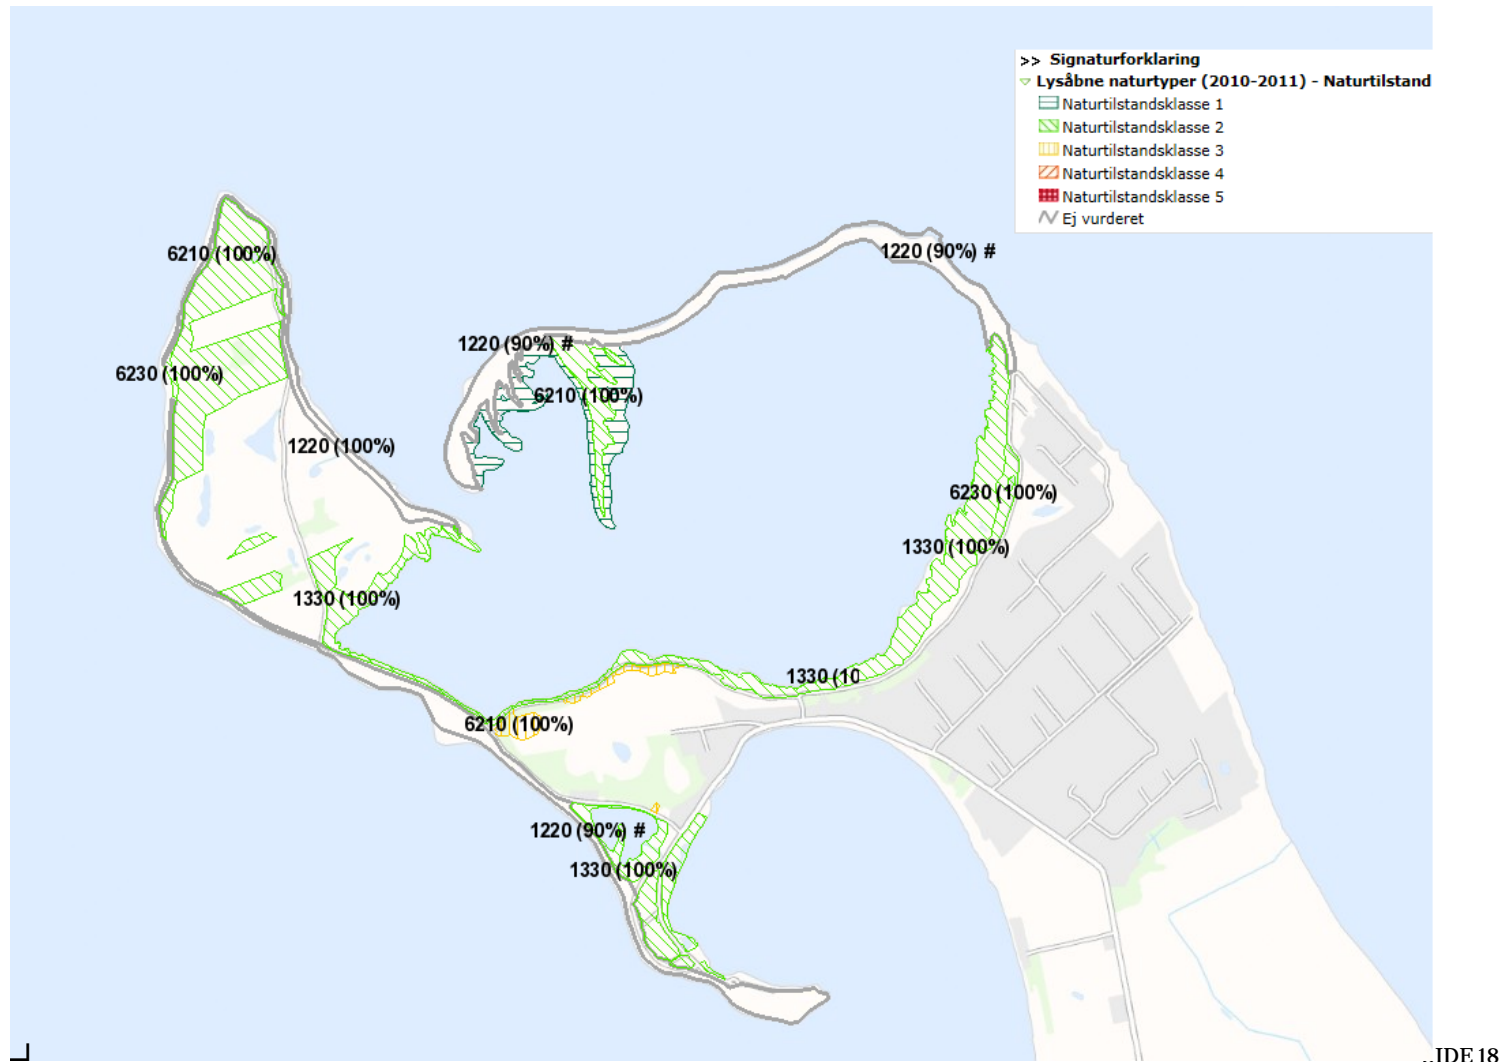 >> Signaturforklaring
Lysåbne naturtyper (2010-2011) - Naturtilstand
Naturtilstandsklasse 1
Naturtilstandsklasse 2
Naturtilstandsklasse 3
Naturtilstandsklasse 4
Naturtilstandsklasse 5
Ej vurderet
6210 (100%)
1220 (90%) #
1220 (90%) #
6230 (100%)
6210 (100%)
1220 (100%)
6230 (100%)
1330 (100%)
1330 (100%)
1330 (10
6210 (100%)
1220 (90%) #
1330 (100%)
..IDE18